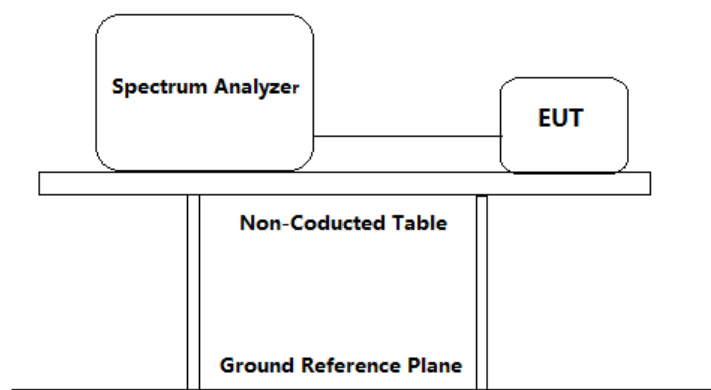 Spectrum Analyzer
EUT
Non-Coducted Table
Ground Reference Plane